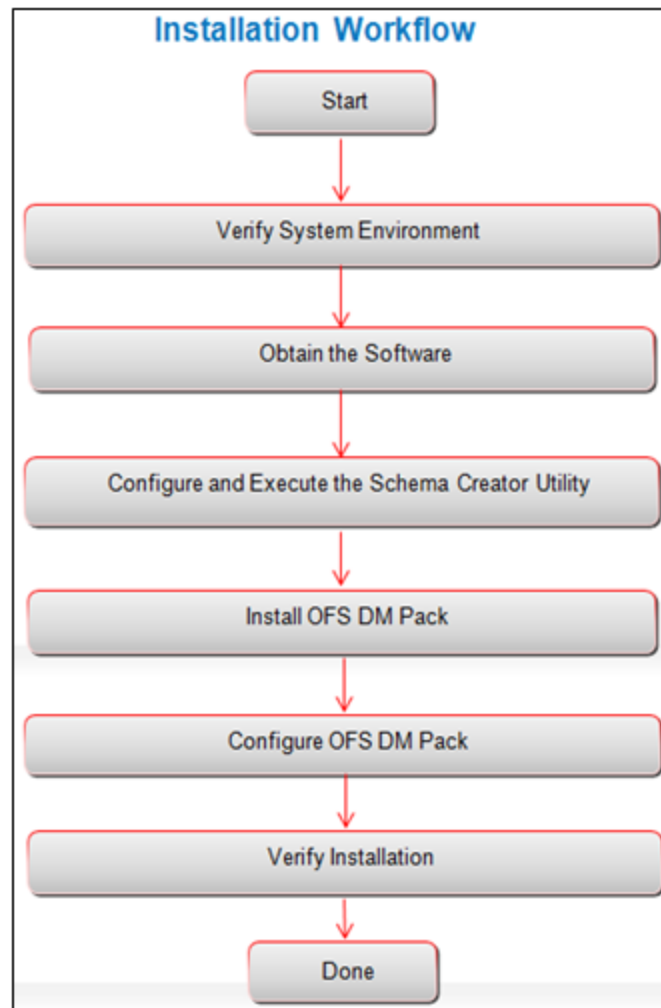 Installation Workflow
Start
Verify System Environment
Obtain the Software
Configure and Execute the Schema Creator Utility
Install OFS DM Pack
Configure OFS DM Pack
Verify Installation
Done